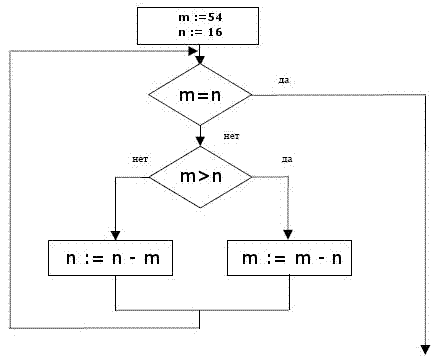 m :=54
n := 16
m=n
да
нет
нет
m>n
да
n := n - m
m := m - n